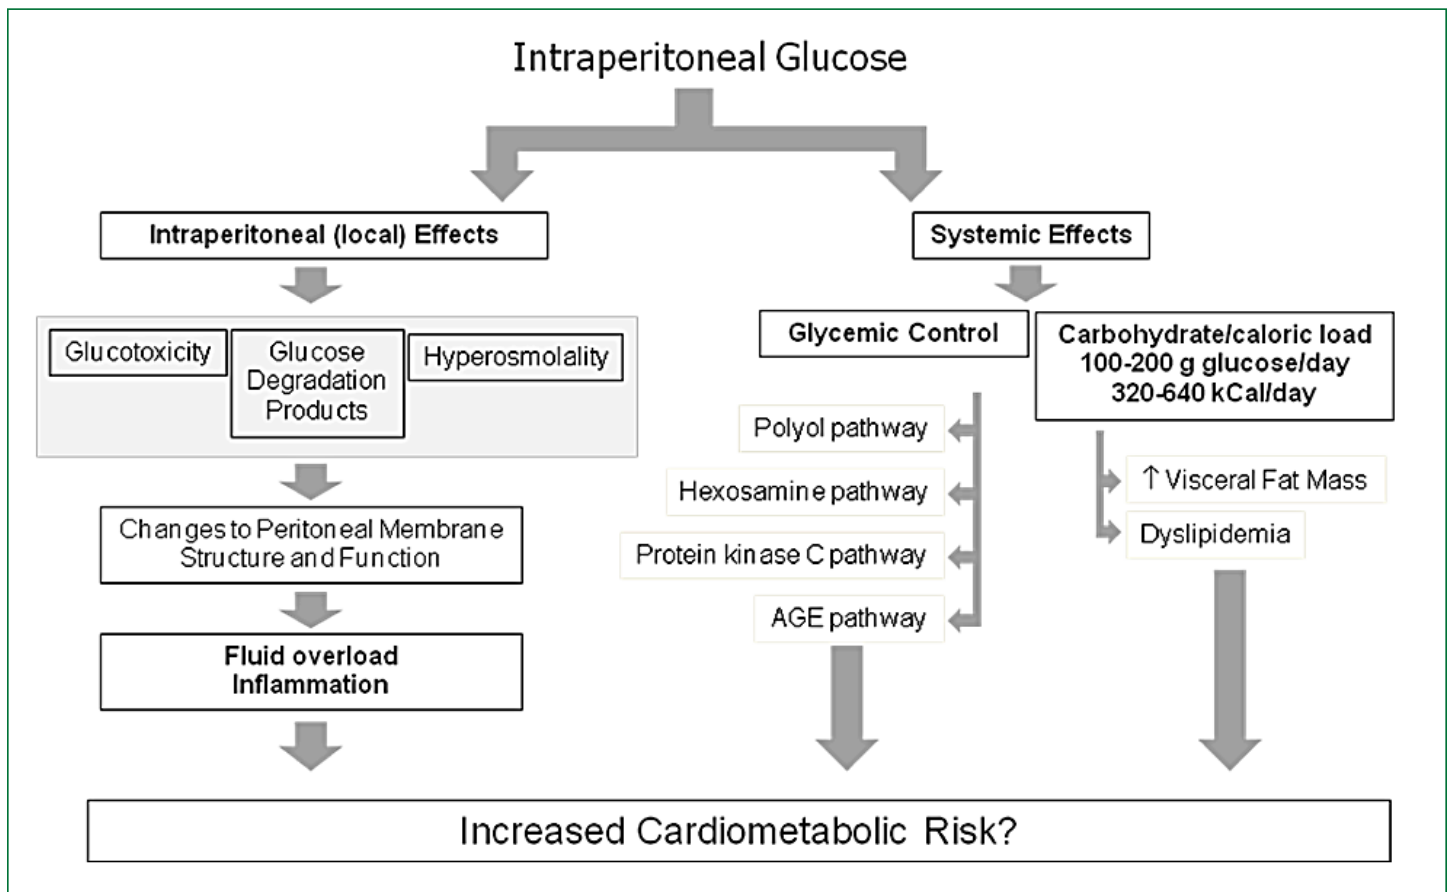 Intraperitoneal Glucose
Intraperitoneal (local) Effects
Glucotoxicity
Glucose
Degradation
Products
Hyperosmolality
Changes to Peritoneal Membrane
Structure and Function
Fluid overload
Inflammation
Systemic Effects
Glycemic Control
Polyol pathway
Hexosamine pathway
Protein kinase C pathway
AGE pathway
Carbohydrate/caloric load
100-200 g glucose/day
320-640 kCal/day
↑ Visceral Fat Mass
Dyslipidemia
Increased Cardiometabolic Risk?